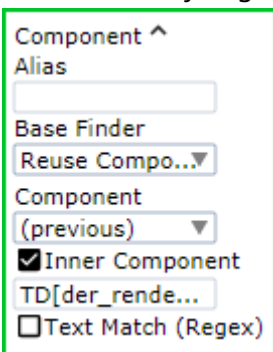 Component ^
Alias
Base Finder
Reuse Compo...▼
Component
(previous) ▼
Inner Component
TD[der_rende...
Text Match (Regex)